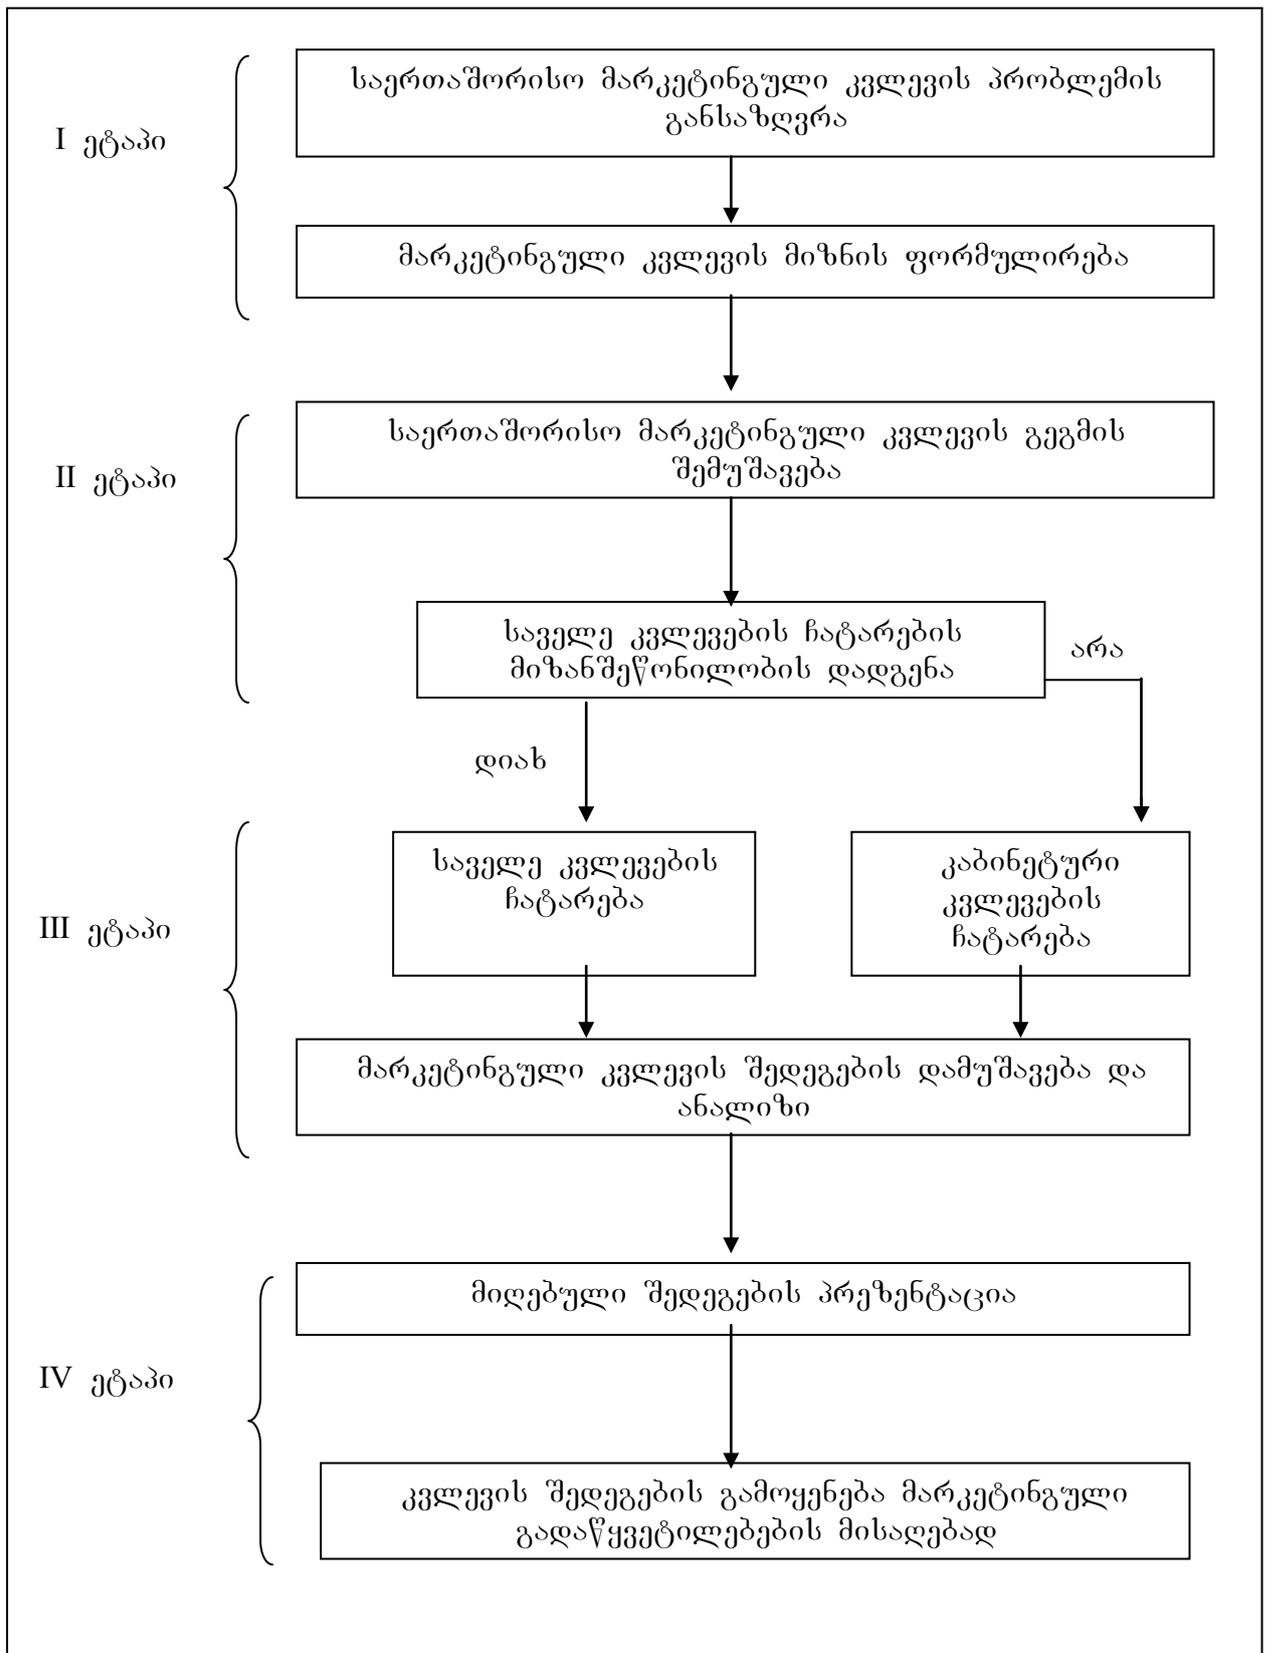 საერთაშორისო მარკეტინგული კვლევის პრობლემის
განსაზღვრა
I ეტაპი
მარკეტინგული კვლევის მიზნის ფორმულირება
საერთაშორისო მარკეტინგული კვლევის გეგმის
შემუშავება
II ეტაპი
საველე კვლევების ჩატარების
მიზანშეწონილობის დადგენა
არა
დიახ
საველე კვლევების
ჩატარება
კაბინეტური
კვლევების
ჩატარება
III ეტაპი
მარკეტინგული კვლევის შედეგების დამუშავება და
ანალიზი
მიღებული შედეგების პრეზენტაცია
IV ეტაპი
კვლევის შედეგების გამოყენება მარკეტინგული
გადაწყვეტილებების მისაღებად